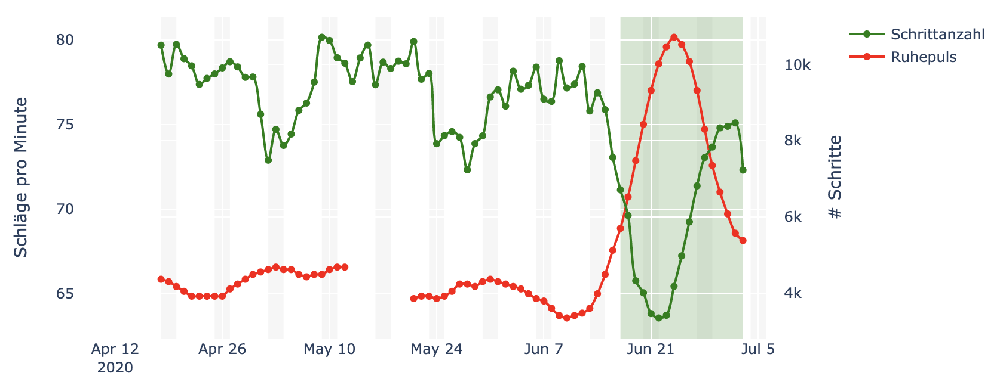 Schrittanzahl
Ruhepuls
Schläge pro Minute
80
75
70
65
10k
8k
6k
4k
# Schritte
Apr 12
2020
Apr 26
May 10
May 24
Jun 7
Jun 21
Jul 5